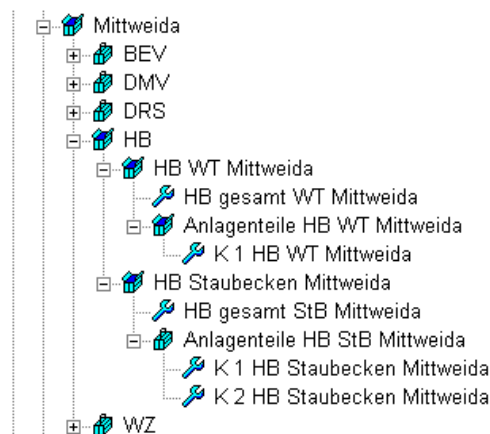 Mittweida
BEV
DMV
DRS
HB
HB WT Mittweida
HB gesamt WT Mittweida
Anlagenteile HB WT Mittweida
K 1 HB WT Mittweida
HB Staubecken Mittweida
HB gesamt StB Mittweida
Anlagenteile HB StB Mittweida
K 1 HB Staubecken Mittweida
K 2 HB Staubecken Mittweida
WZ